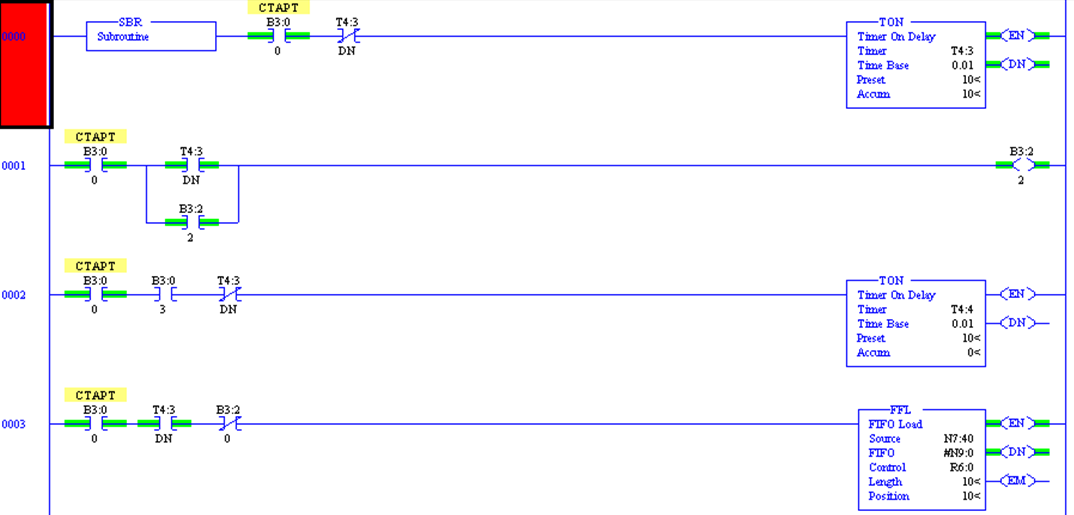 СТАРТ
SBR B3:0 T4:3 TON
0000 Subroutine Timer On Delay EN
0 DN Timer T4:3
Time Base 0.01 DN
Preset 10<
Accum 10<
СТАРТ
B3:0 T4:3 B3:2
0001
0 DN 2
B3:2
2
СТАРТ
B3:0 B3:0 T4:3 TON
0002 Timer On Delay EN
0 3 DN Timer T4:4
Time Base 0.01 DN
Preset 10<
Accum 0<
СТАРТ
B3:0 T4:3 B3:2 FFL
0003 FIFO Load EN
0 DN 0 Source N7:40
FIFO #N9:0 DN
Control R6:0
Length 10< EM
Position 10<